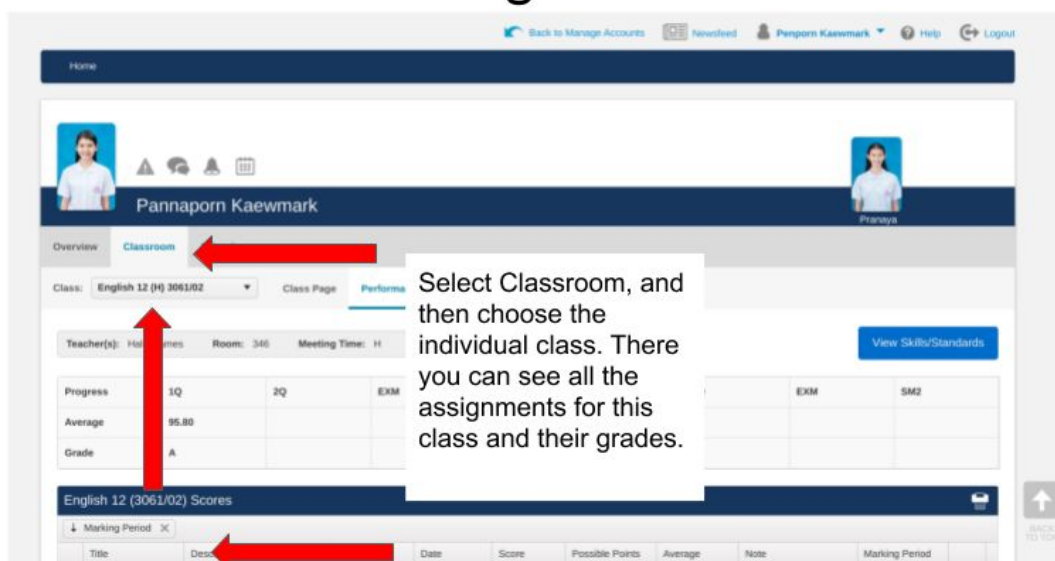 Back to Manage Accounts Newsfeed Penporn Kaewmark Help Logout
Home
Pannaporn Kaewmark
Pranaya
Overview Classroom
Class: English 12 (H) 3061/02 Class Page Performa
Select Classroom, and
then choose the
individual class. There
you can see all the
assignments for this
class and their grades.
Teacher(s): Room: 346 Meeting Time: H View Skills/Standards
Progress 1Q 2Q EXM EXM SM2
Average 95.80
Grade A
English 12 (3061/02) Scores
Marking Period
Title Date Score Possible Points Average Note Marking Period
BACK